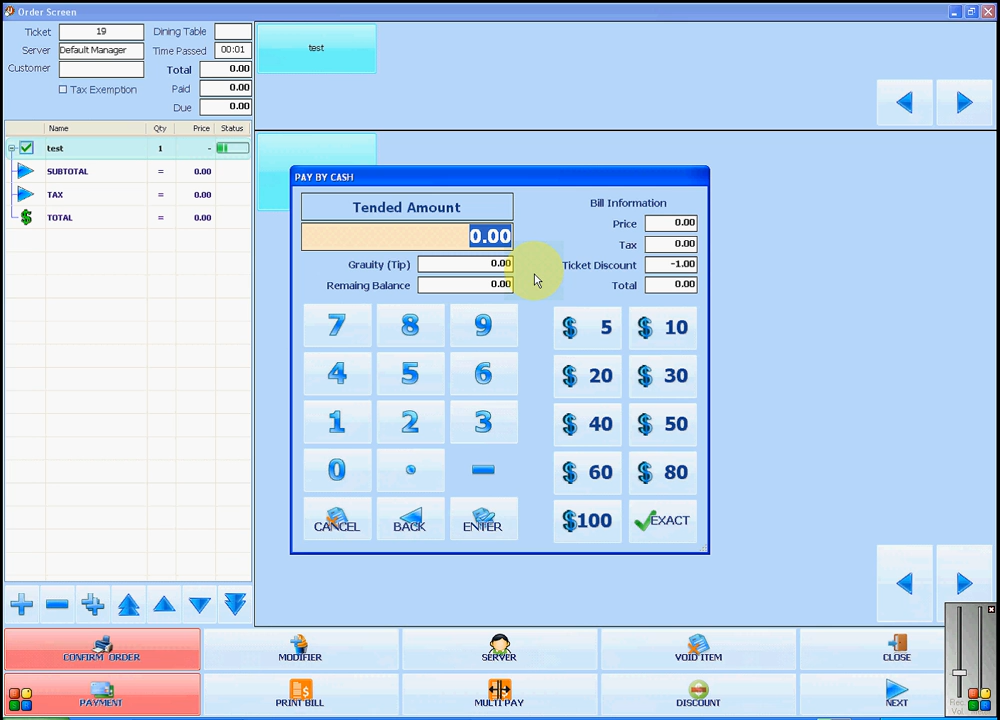 Order Screen
Ticket 19 Dining Table
Server Default Manager Time Passed 00:01
Customer Total 0.00
Tax Exemption Paid 0.00
Due 0.00
Name Qty Price Status
test 1 -
SUBTOTAL = 0.00
TAX = 0.00
TOTAL = 0.00
test
PAY BY CASH
Tended Amount
0.00
Grauity (Tip) 0.00
Remaing Balance 0.00
Bill Information
Price 0.00
Tax 0.00
Ticket Discount -1.00
Total 0.00
7 8 9 $ 5 $ 10
4 5 6 $ 20 $ 30
1 2 3 $ 40 $ 50
0 . - $ 60 $ 80
CANCEL BACK ENTER $100 EXACT
CONFIRM ORDER MODIFIER SERVER VOID ITEM CLOSE
PAYMENT PRINT BILL MULTI PAY DISCOUNT NEXT
Rec.
Vol.